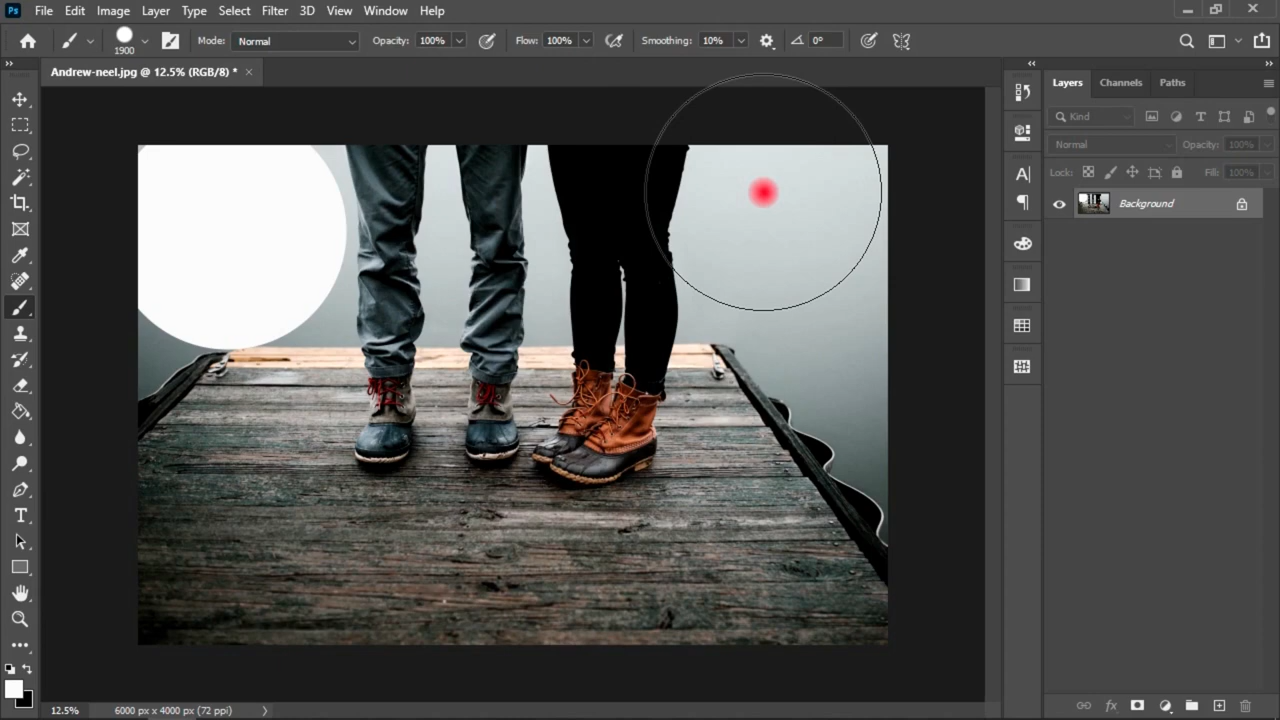 Ps File Edit Image Layer Type Select Filter 3D View Window Help
1900 Mode: Normal Opacity: 100% Flow: 100% Smoothing: 10% 0°
Andrew-neel.jpg @ 12.5% (RGB/8) * ×
Layers Channels Paths
Kind
Normal Opacity: 100%
Lock: Fill: 100%
Background
12.5% 6000 px x 4000 px (72 ppi)